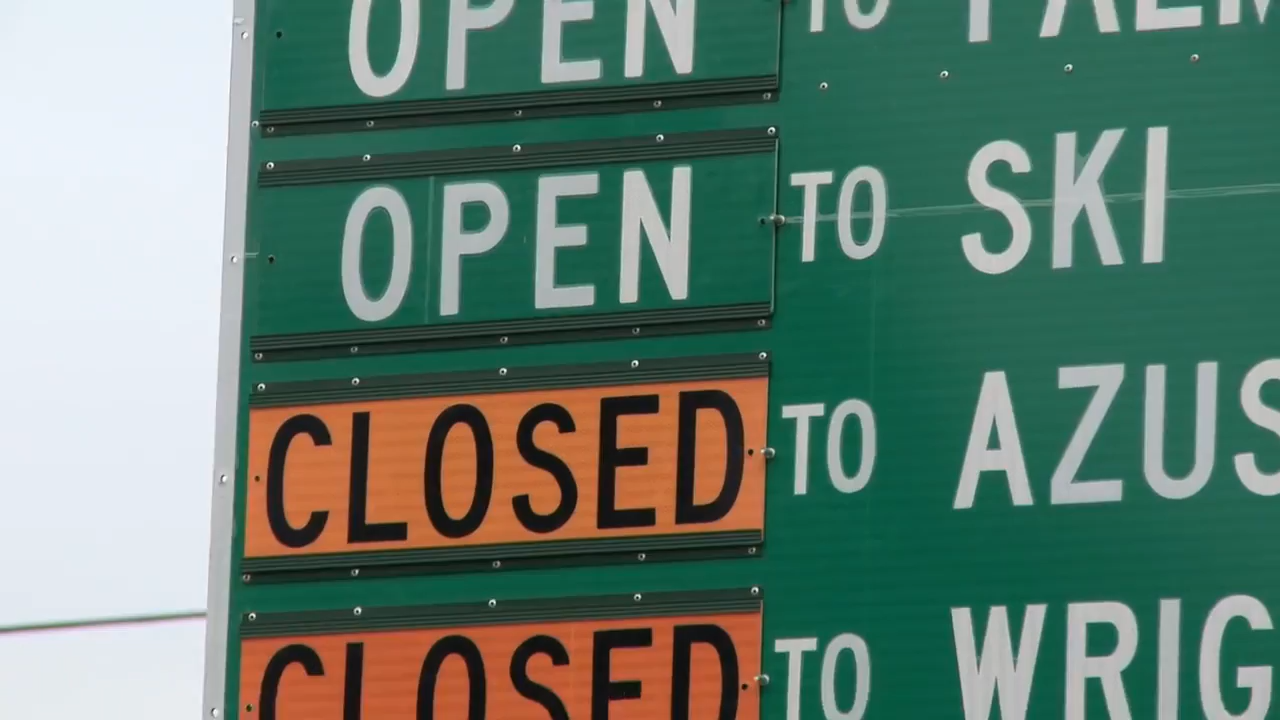 OPEN TO PALM
OPEN TO SKI
CLOSED TO AZUS
CLOSED TO WRIG